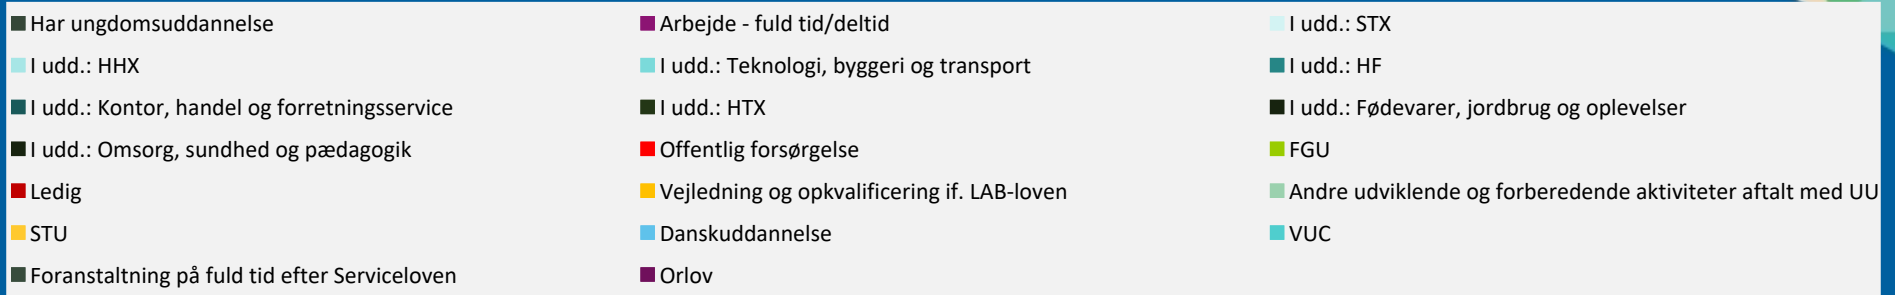 Har ungdomsuddannelse
Arbejde - fuld tid/deltid
I udd.: STX
I udd.: HHX
I udd.: Teknologi, byggeri og transport
I udd.: HF
I udd.: Kontor, handel og forretningsservice
I udd.: HTX
I udd.: Fødevarer, jordbrug og oplevelser
I udd.: Omsorg, sundhed og pædagogik
Offentlig forsørgelse
FGU
Ledig
Vejledning og opkvalificering if. LAB-loven
Andre udviklende og forberedende aktiviteter aftalt med UU
STU
Danskuddannelse
VUC
Foranstaltning på fuld tid efter Serviceloven
Orlov